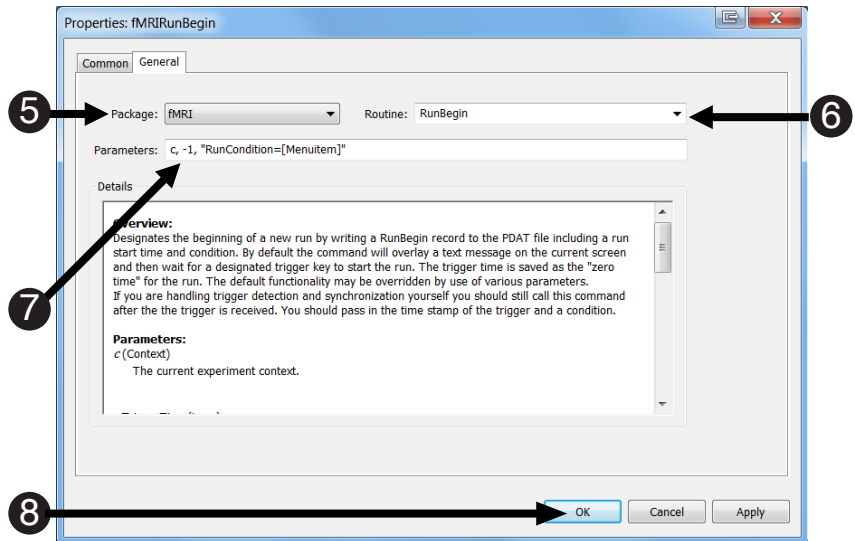 Properties: fMRIRunBegin
Common General
5 Package: fMRI Routine: RunBegin 6
Parameters: c, -1, "RunCondition=[Menuitem]"
Details
Overview:
Designates the beginning of a new run by writing a RunBegin record to the PDAT file including a run
start time and condition. By default the command will overlay a text message on the current screen
and then wait for a designated trigger key to start the run. The trigger time is saved as the "zero
time" for the run. The default functionality may be overridden by use of various parameters.
7 If you are handling trigger detection and synchronization yourself you should still call this command
after the the trigger is received. You should pass in the time stamp of the trigger and a condition.
Parameters:
c (Context)
The current experiment context.
8 OK Cancel Apply